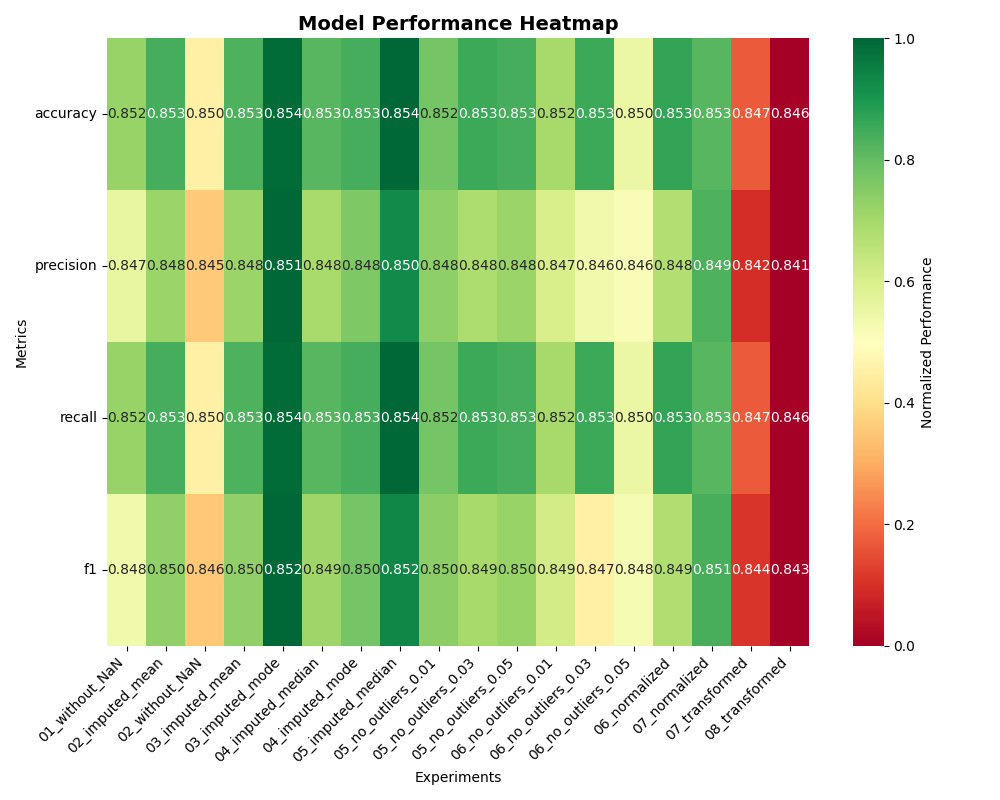 Model Performance Heatmap
accuracy 0.852 0.853 0.850 0.853 0.854 0.853 0.853 0.854 0.852 0.853 0.853 0.852 0.853 0.850 0.853 0.853 0.847 0.846
precision 0.847 0.848 0.845 0.848 0.851 0.848 0.848 0.850 0.848 0.848 0.848 0.847 0.846 0.846 0.848 0.849 0.842 0.841
recall 0.852 0.853 0.850 0.853 0.854 0.853 0.853 0.854 0.852 0.853 0.853 0.852 0.853 0.850 0.853 0.853 0.847 0.846
f1 0.848 0.850 0.846 0.850 0.852 0.849 0.850 0.852 0.850 0.849 0.850 0.849 0.847 0.848 0.849 0.851 0.844 0.843
Metrics
01_without_NaN
02_imputed_mean
02_without_NaN
03_imputed_mean
03_imputed_mode
04_imputed_median
04_imputed_mode
05_imputed_median
05_no_outliers_0.01
05_no_outliers_0.03
05_no_outliers_0.05
06_no_outliers_0.01
06_no_outliers_0.03
06_no_outliers_0.05
06_normalized
07_normalized
07_transformed
08_transformed
Experiments
1.0
0.8
0.6
0.4
0.2
0.0
Normalized Performance